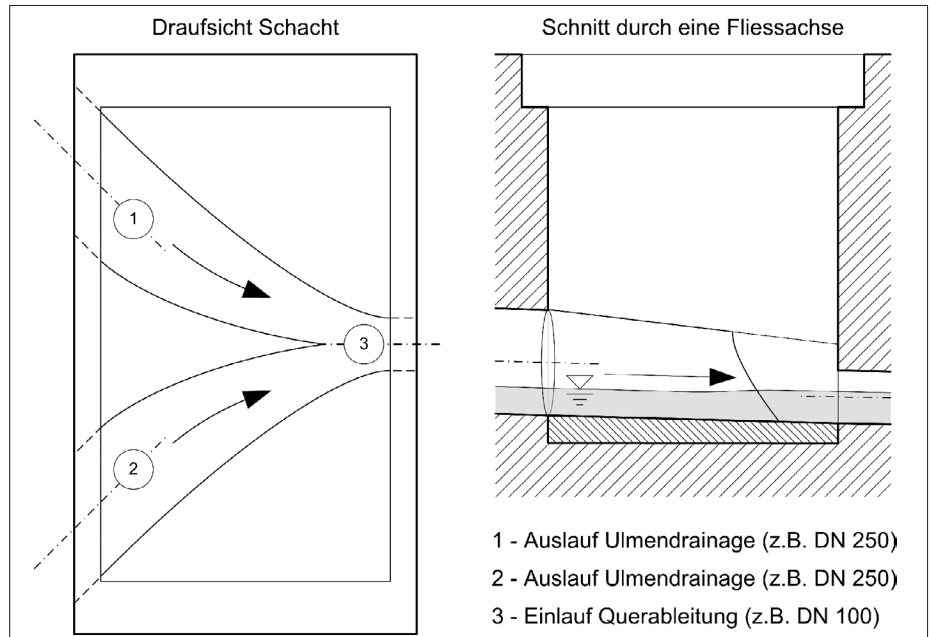 Draufsicht Schacht
Schnitt durch eine Fliessachse
1
3
2
1 - Auslauf Ulmendrainage (z.B. DN 250)
2 - Auslauf Ulmendrainage (z.B. DN 250)
3 - Einlauf Querableitung (z.B. DN 100)